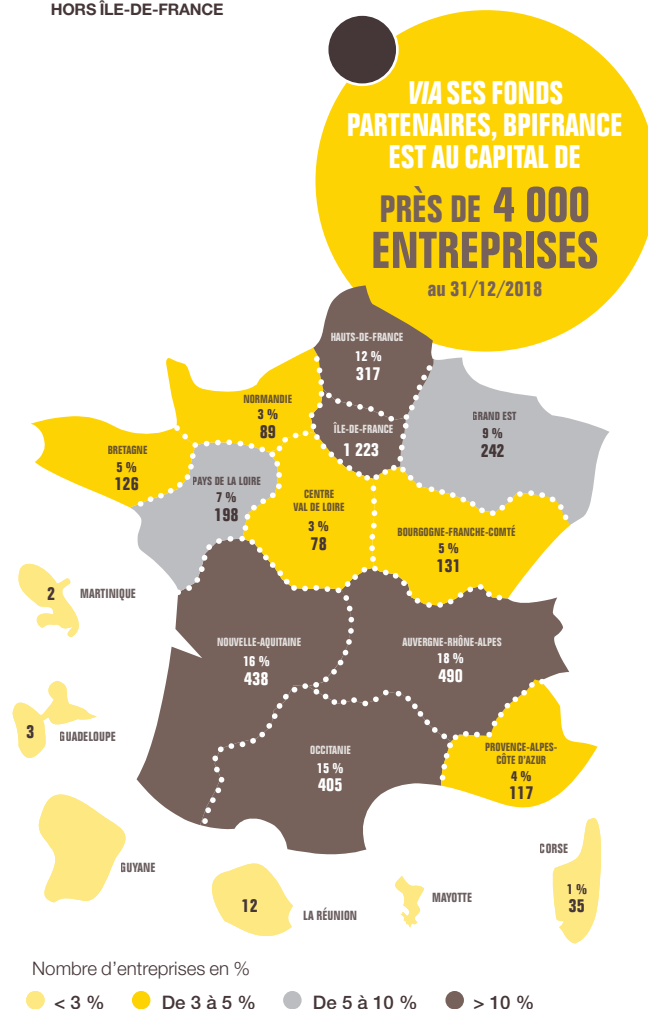 HORS ÎLE-DE-FRANCE
VIA SES FONDS
PARTENAIRES, BPIFRANCE
EST AU CAPITAL DE
PRÈS DE 4 000
ENTREPRISES
au 31/12/2018
HAUTS-DE-FRANCE
12 %
317
NORMANDIE
3 %
89
ÎLE-DE-FRANCE
1 223
GRAND EST
9 %
242
BRETAGNE
5 %
126
PAYS DE LA LOIRE
7 %
198
CENTRE
VAL DE LOIRE
3 %
78
BOURGOGNE-FRANCHE-COMTÉ
5 %
131
2
MARTINIQUE
NOUVELLE-AQUITAINE
16 %
438
AUVERGNE-RHÔNE-ALPES
18 %
490
3
GUADELOUPE
OCCITANIE
15 %
405
PROVENCE-ALPES-
CÔTE D'AZUR
4 %
117
GUYANE
12
LA RÉUNION
MAYOTTE
CORSE
1 %
35
Nombre d'entreprises en %
< 3 %
De 3 à 5 %
De 5 à 10 %
> 10 %